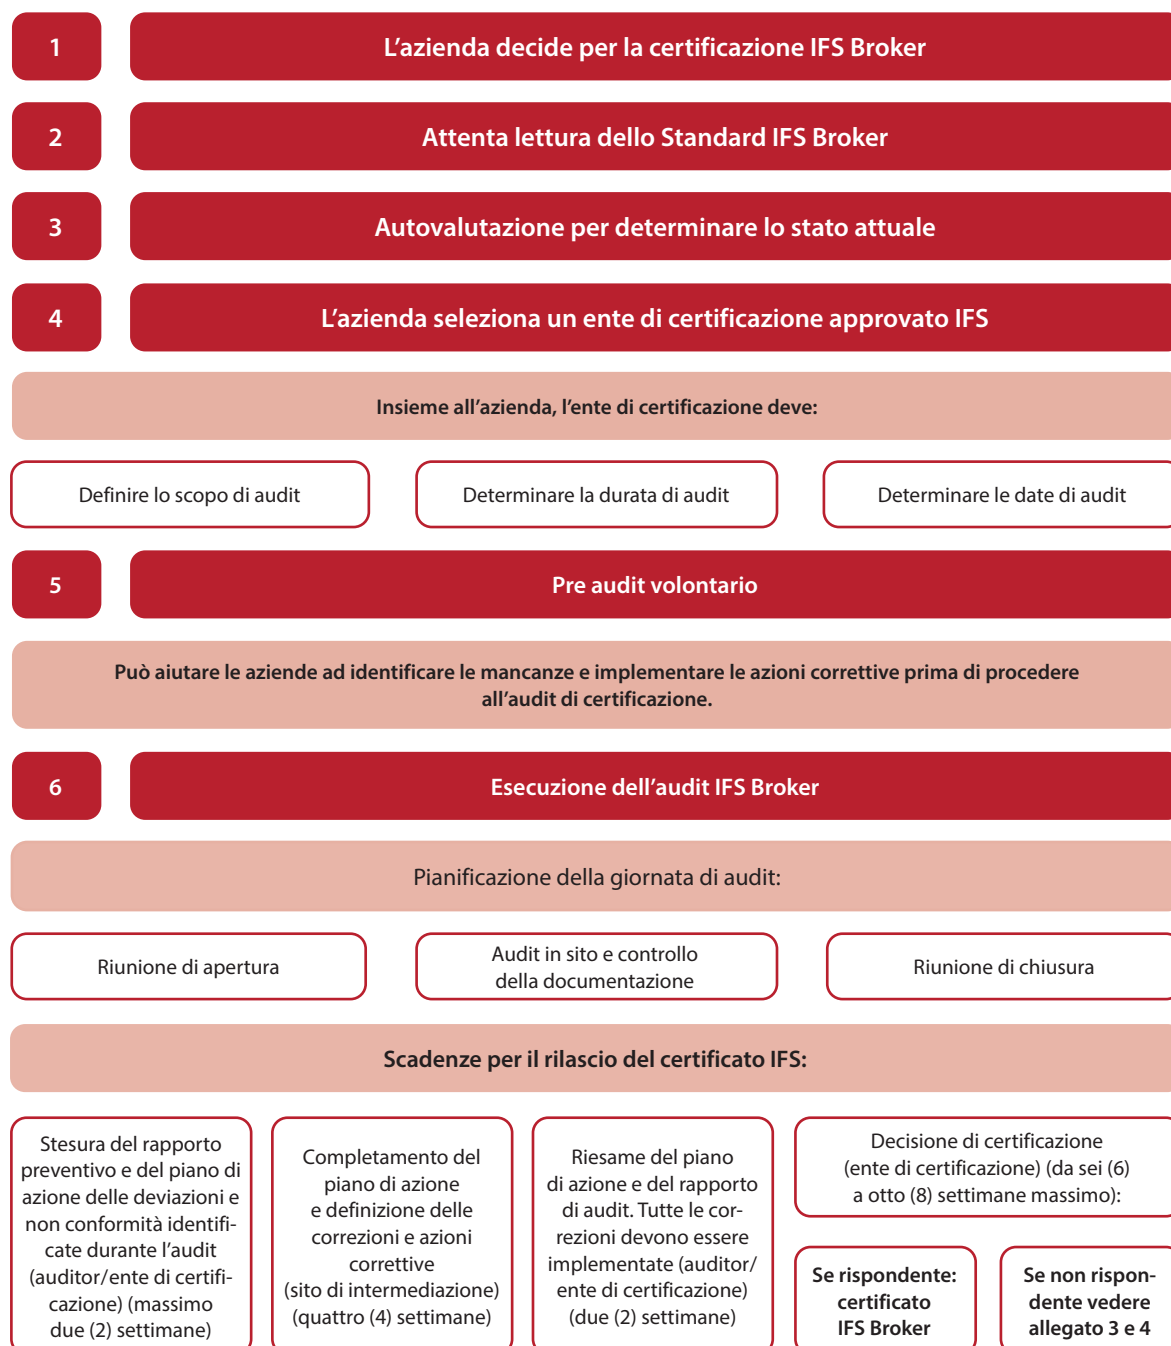 1
L’azienda decide per la certificazione IFS Broker
2
Attenta lettura dello Standard IFS Broker
3
Autovalutazione per determinare lo stato attuale
4
L’azienda seleziona un ente di certificazione approvato IFS
Insieme all’azienda, l’ente di certificazione deve:
Definire lo scopo di audit
Determinare la durata di audit
Determinare le date di audit
5
Pre audit volontario
Può aiutare le aziende ad identificare le mancanze e implementare le azioni correttive prima di procedere
all’audit di certificazione.
6
Esecuzione dell’audit IFS Broker
Pianificazione della giornata di audit:
Riunione di apertura
Audit in sito e controllo
della documentazione
Riunione di chiusura
Scadenze per il rilascio del certificato IFS:
Stesura del rapporto
preventivo e del piano di
azione delle deviazioni e
non conformità identifi-
cate durante l’audit
(auditor/ente di certifi-
cazione) (massimo
due (2) settimane)
Completamento del
piano di azione
e definizione delle
correzioni e azioni
correttive
(sito di intermediazione)
(quattro (4) settimane)
Riesame del piano
di azione e del rapporto
di audit. Tutte le cor-
rezioni devono essere
implementate (auditor/
ente di certificazione)
(due (2) settimane)
Decisione di certificazione
(ente di certificazione) (da sei (6)
a otto (8) settimane massimo):
Se rispondente:
certificato
IFS Broker
Se non rispon-
dente vedere
allegato 3 e 4